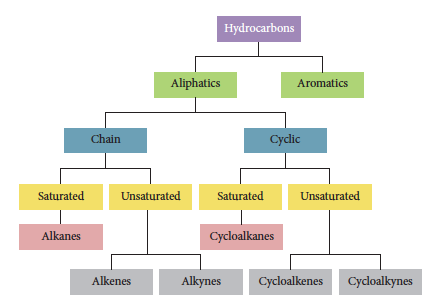 Hydrocarbons
Aliphatics
Aromatics
Chain
Cyclic
Saturated
Unsaturated
Saturated
Unsaturated
Alkanes
Cycloalkanes
Alkenes
Alkynes
Cycloalkenes
Cycloalkynes